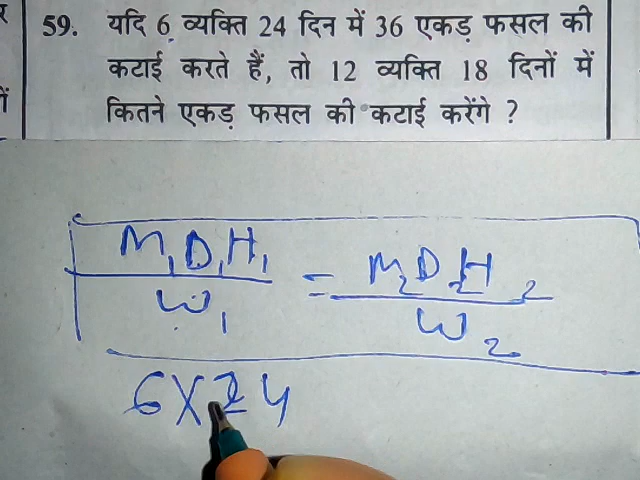 59. यदि 6 व्यक्ति 24 दिन में 36 एकड़ फसल की
कटाई करते हैं, तो 12 व्यक्ति 18 दिनों में
कितने एकड़ फसल की कटाई करेंगे ?
M₁D₁H₁ / W₁ = M₂D₂H₂ / W₂
6×24